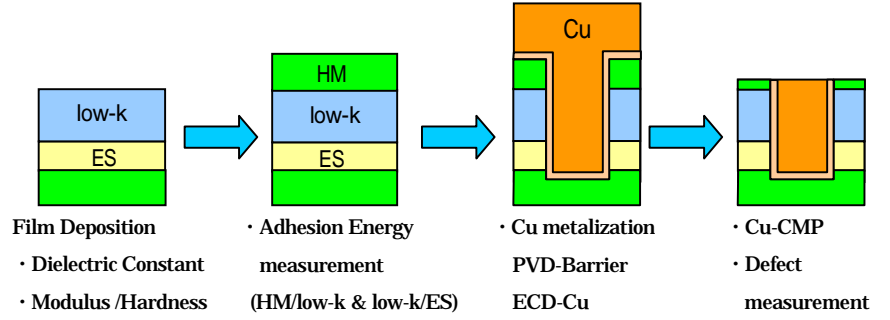 low-k
ES
HM
low-k
ES
Cu
Film Deposition
・Dielectric Constant
・Modulus /Hardness
・Adhesion Energy
measurement
(HM/low-k & low-k/ES)
・Cu metalization
PVD-Barrier
ECD-Cu
・Cu-CMP
・Defect
measurement